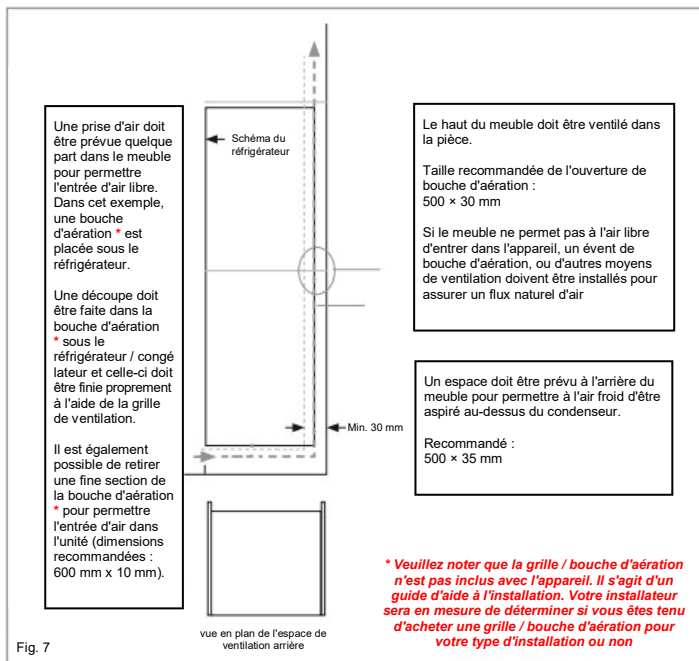 Une prise d'air doit
être prévue quelque
part dans le meuble
pour permettre
l'entrée d'air libre.
Dans cet exemple,
une bouche
d'aération * est
placée sous le
réfrigérateur.
Une découpe doit
être faite dans la
bouche d'aération
* sous le
réfrigérateur / congé
lateur et celle-ci doit
être finie proprement
à l'aide de la grille
de ventilation.
Il est également
possible de retirer
une fine section de
la bouche d'aération
* pour permettre
l'entrée d'air dans
l'unité (dimensions
recommandées :
600 mm x 10 mm).
Schéma du
réfrigérateur
Min. 30 mm
vue en plan de l'espace de
ventilation arrière
Le haut du meuble doit être ventilé dans
la pièce.
Taille recommandée de l'ouverture de
bouche d'aération :
500 × 30 mm
Si le meuble ne permet pas à l'air libre
d'entrer dans l'appareil, un évent de
bouche d'aération, ou d'autres moyens
de ventilation doivent être installés pour
assurer un flux naturel d'air
Un espace doit être prévu à l'arrière du
meuble pour permettre à l'air froid d'être
aspiré au-dessus du condenseur.
Recommandé :
500 × 35 mm
* Veuillez noter que la grille / bouche d'aération
n'est pas inclus avec l'appareil. Il s'agit d'un
guide d'aide à l'installation. Votre installateur
sera en mesure de déterminer si vous êtes tenu
d'acheter une grille / bouche d'aération pour
votre type d'installation ou non
Fig. 7